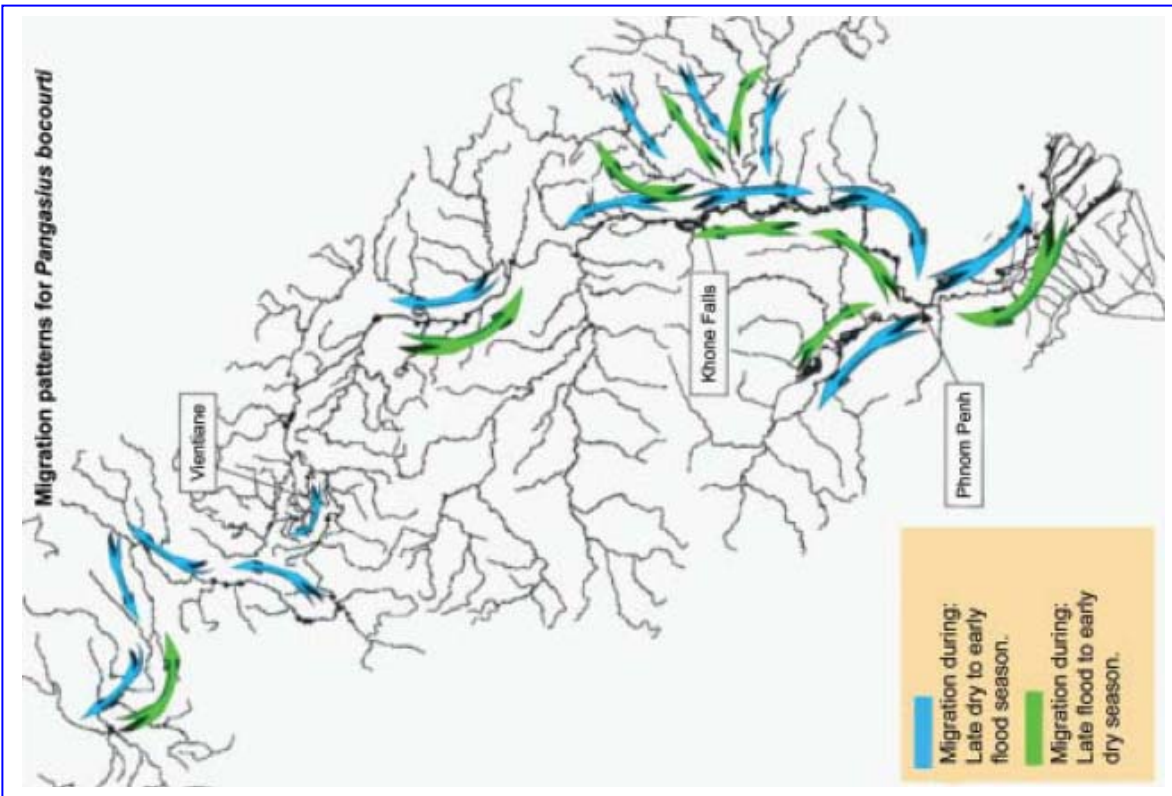 Migration patterns for Pangasius bocourti
Vientiane
Khone Falls
Phnom Penh
Migration during:
Late dry to early
flood season.
Migration during:
Late flood to early
dry season.